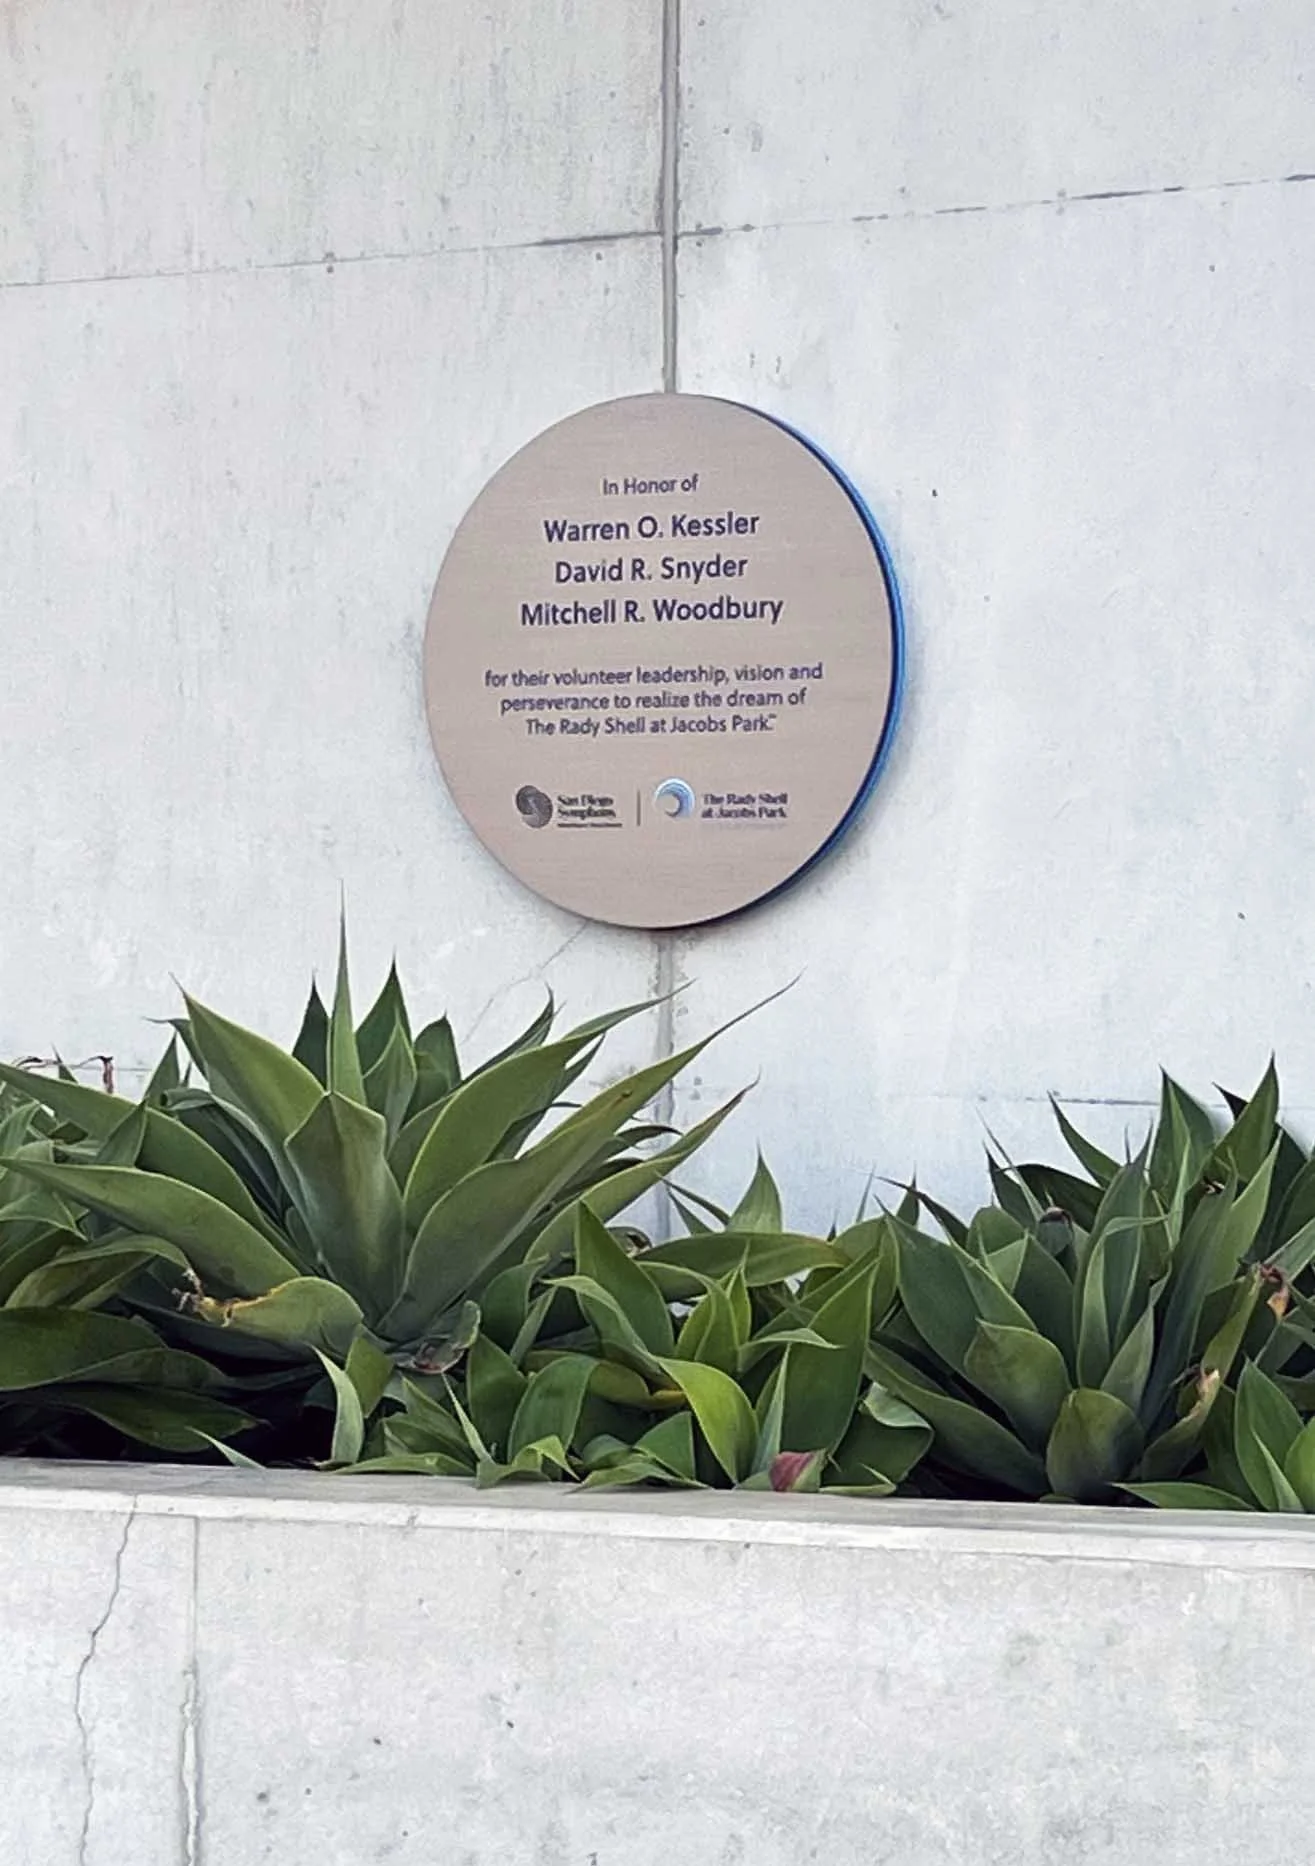 In Honor of
Warren O. Kessler
David R. Snyder
Mitchell R. Woodbury
for their volunteer leadership, vision and
perseverance to realize the dream of
The Rady Shell at Jacobs Park.™
San Diego
Symphony
The Rady Shell
at Jacobs Park